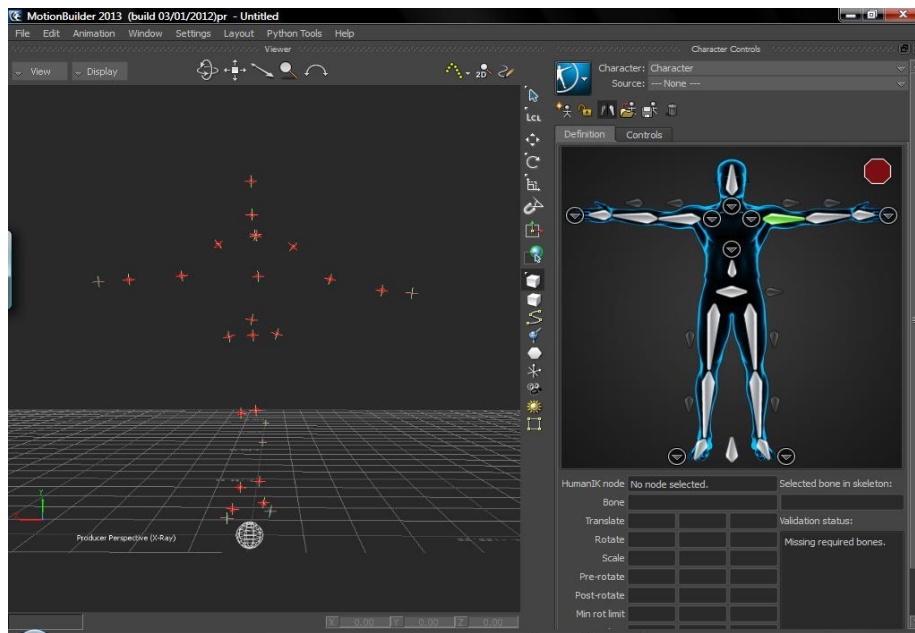 MotionBuilder 2013 (build 03/01/2012)pr - Untitled
File Edit Animation Window Settings Layout Python Tools Help
Viewer
Character Controls
View Display
2D
Character: Character
Source: --- None ---
LCL
Definition Controls
HumanIK node No node selected. Selected bone in skeleton:
Bone
Translate Validation status:
Rotate Missing required bones.
Scale
Pre-rotate
Post-rotate
Min rot limit
Y
Producer Perspective (X-Ray)
X 0.00 Y 0.00 Z 0.00